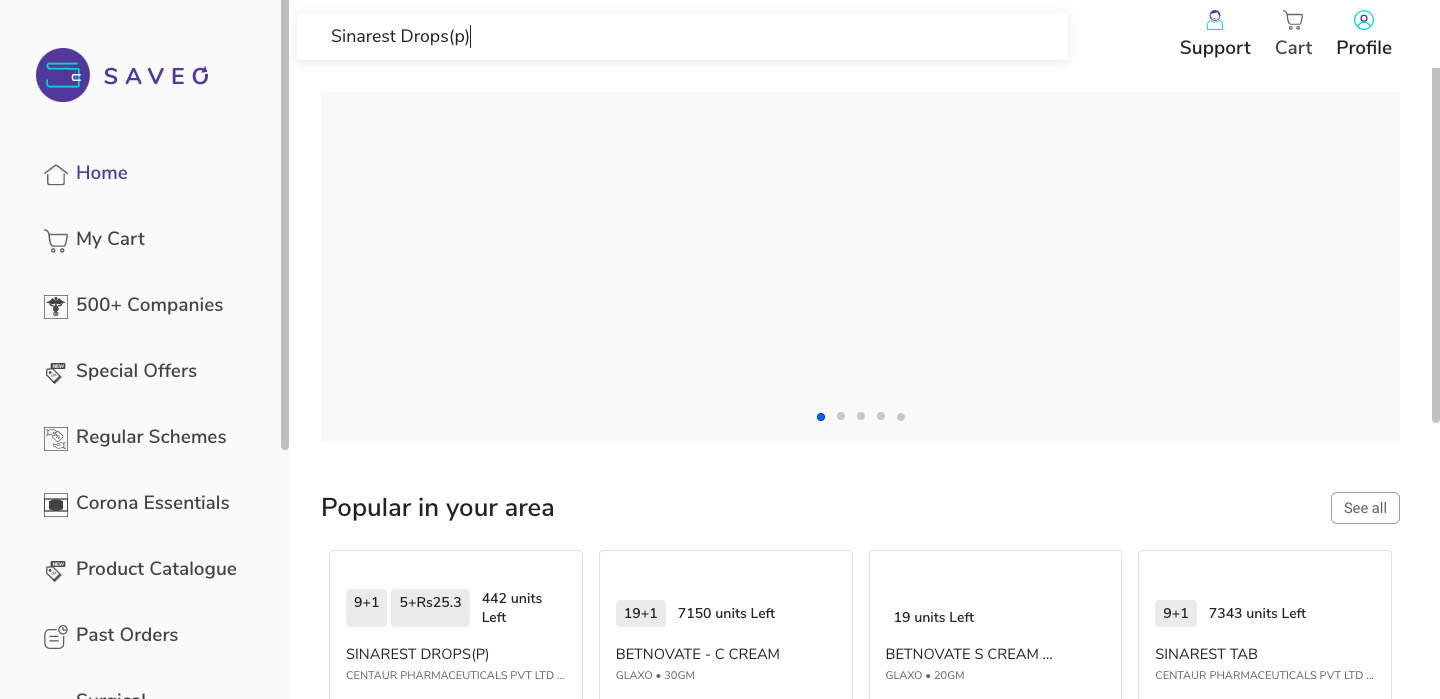 Sinarest Drops(p)
Support
Cart
Profile
SAVEO
Home
My Cart
500+ Companies
Special Offers
Regular Schemes
Corona Essentials
Product Catalogue
Past Orders
Surgical
Popular in your area
See all
9+1
5+Rs25.3
442 units
Left
SINAREST DROPS(P)
CENTAUR PHARMACEUTICALS PVT LTD ...
19+1
7150 units Left
BETNOVATE - C CREAM
GLAXO • 30GM
19 units Left
BETNOVATE S CREAM ...
GLAXO • 20GM
9+1
7343 units Left
SINAREST TAB
CENTAUR PHARMACEUTICALS PVT LTD ...